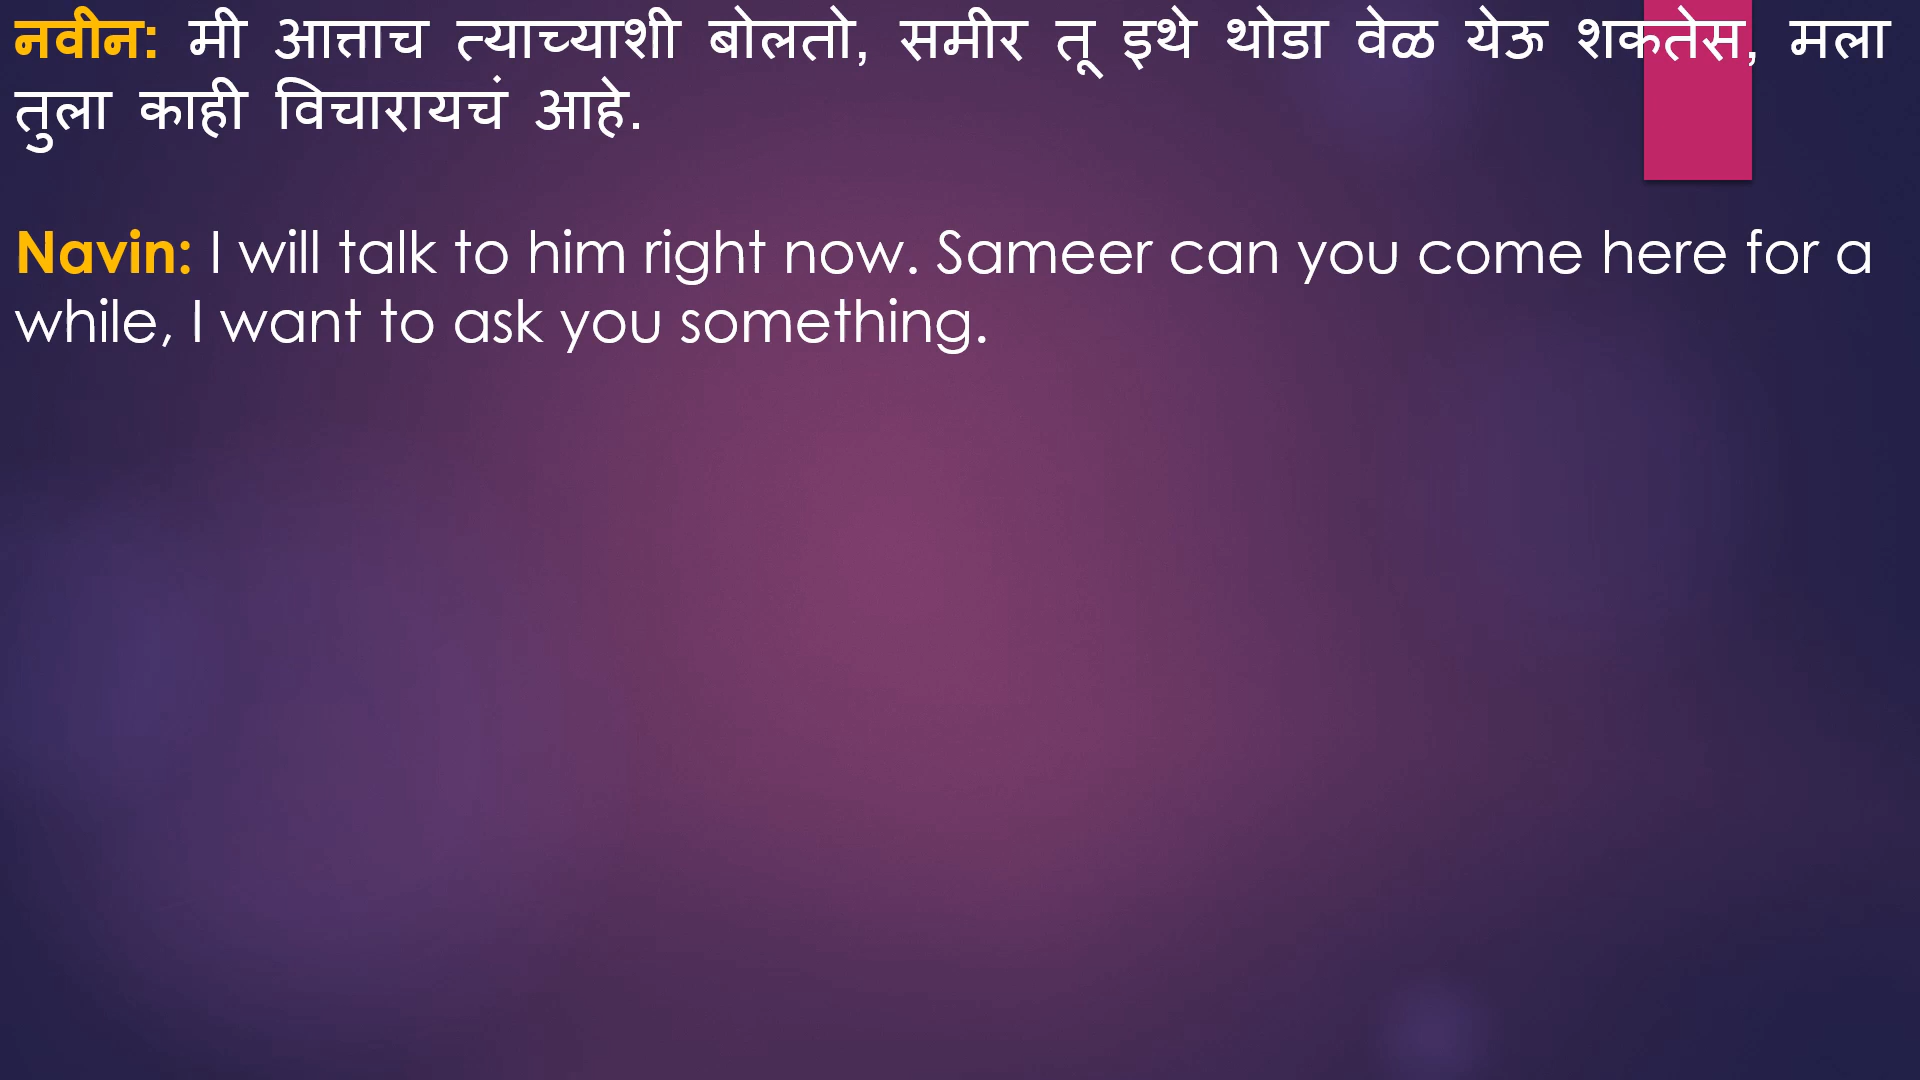 नवीन: मी आत्ताच त्याच्याशी बोलतो, समीर तू इथे थोडा वेळ येऊ शकतेस, मला
तुला काही विचारायचं आहे.
Navin: I will talk to him right now. Sameer can you come here for a
while, I want to ask you something.